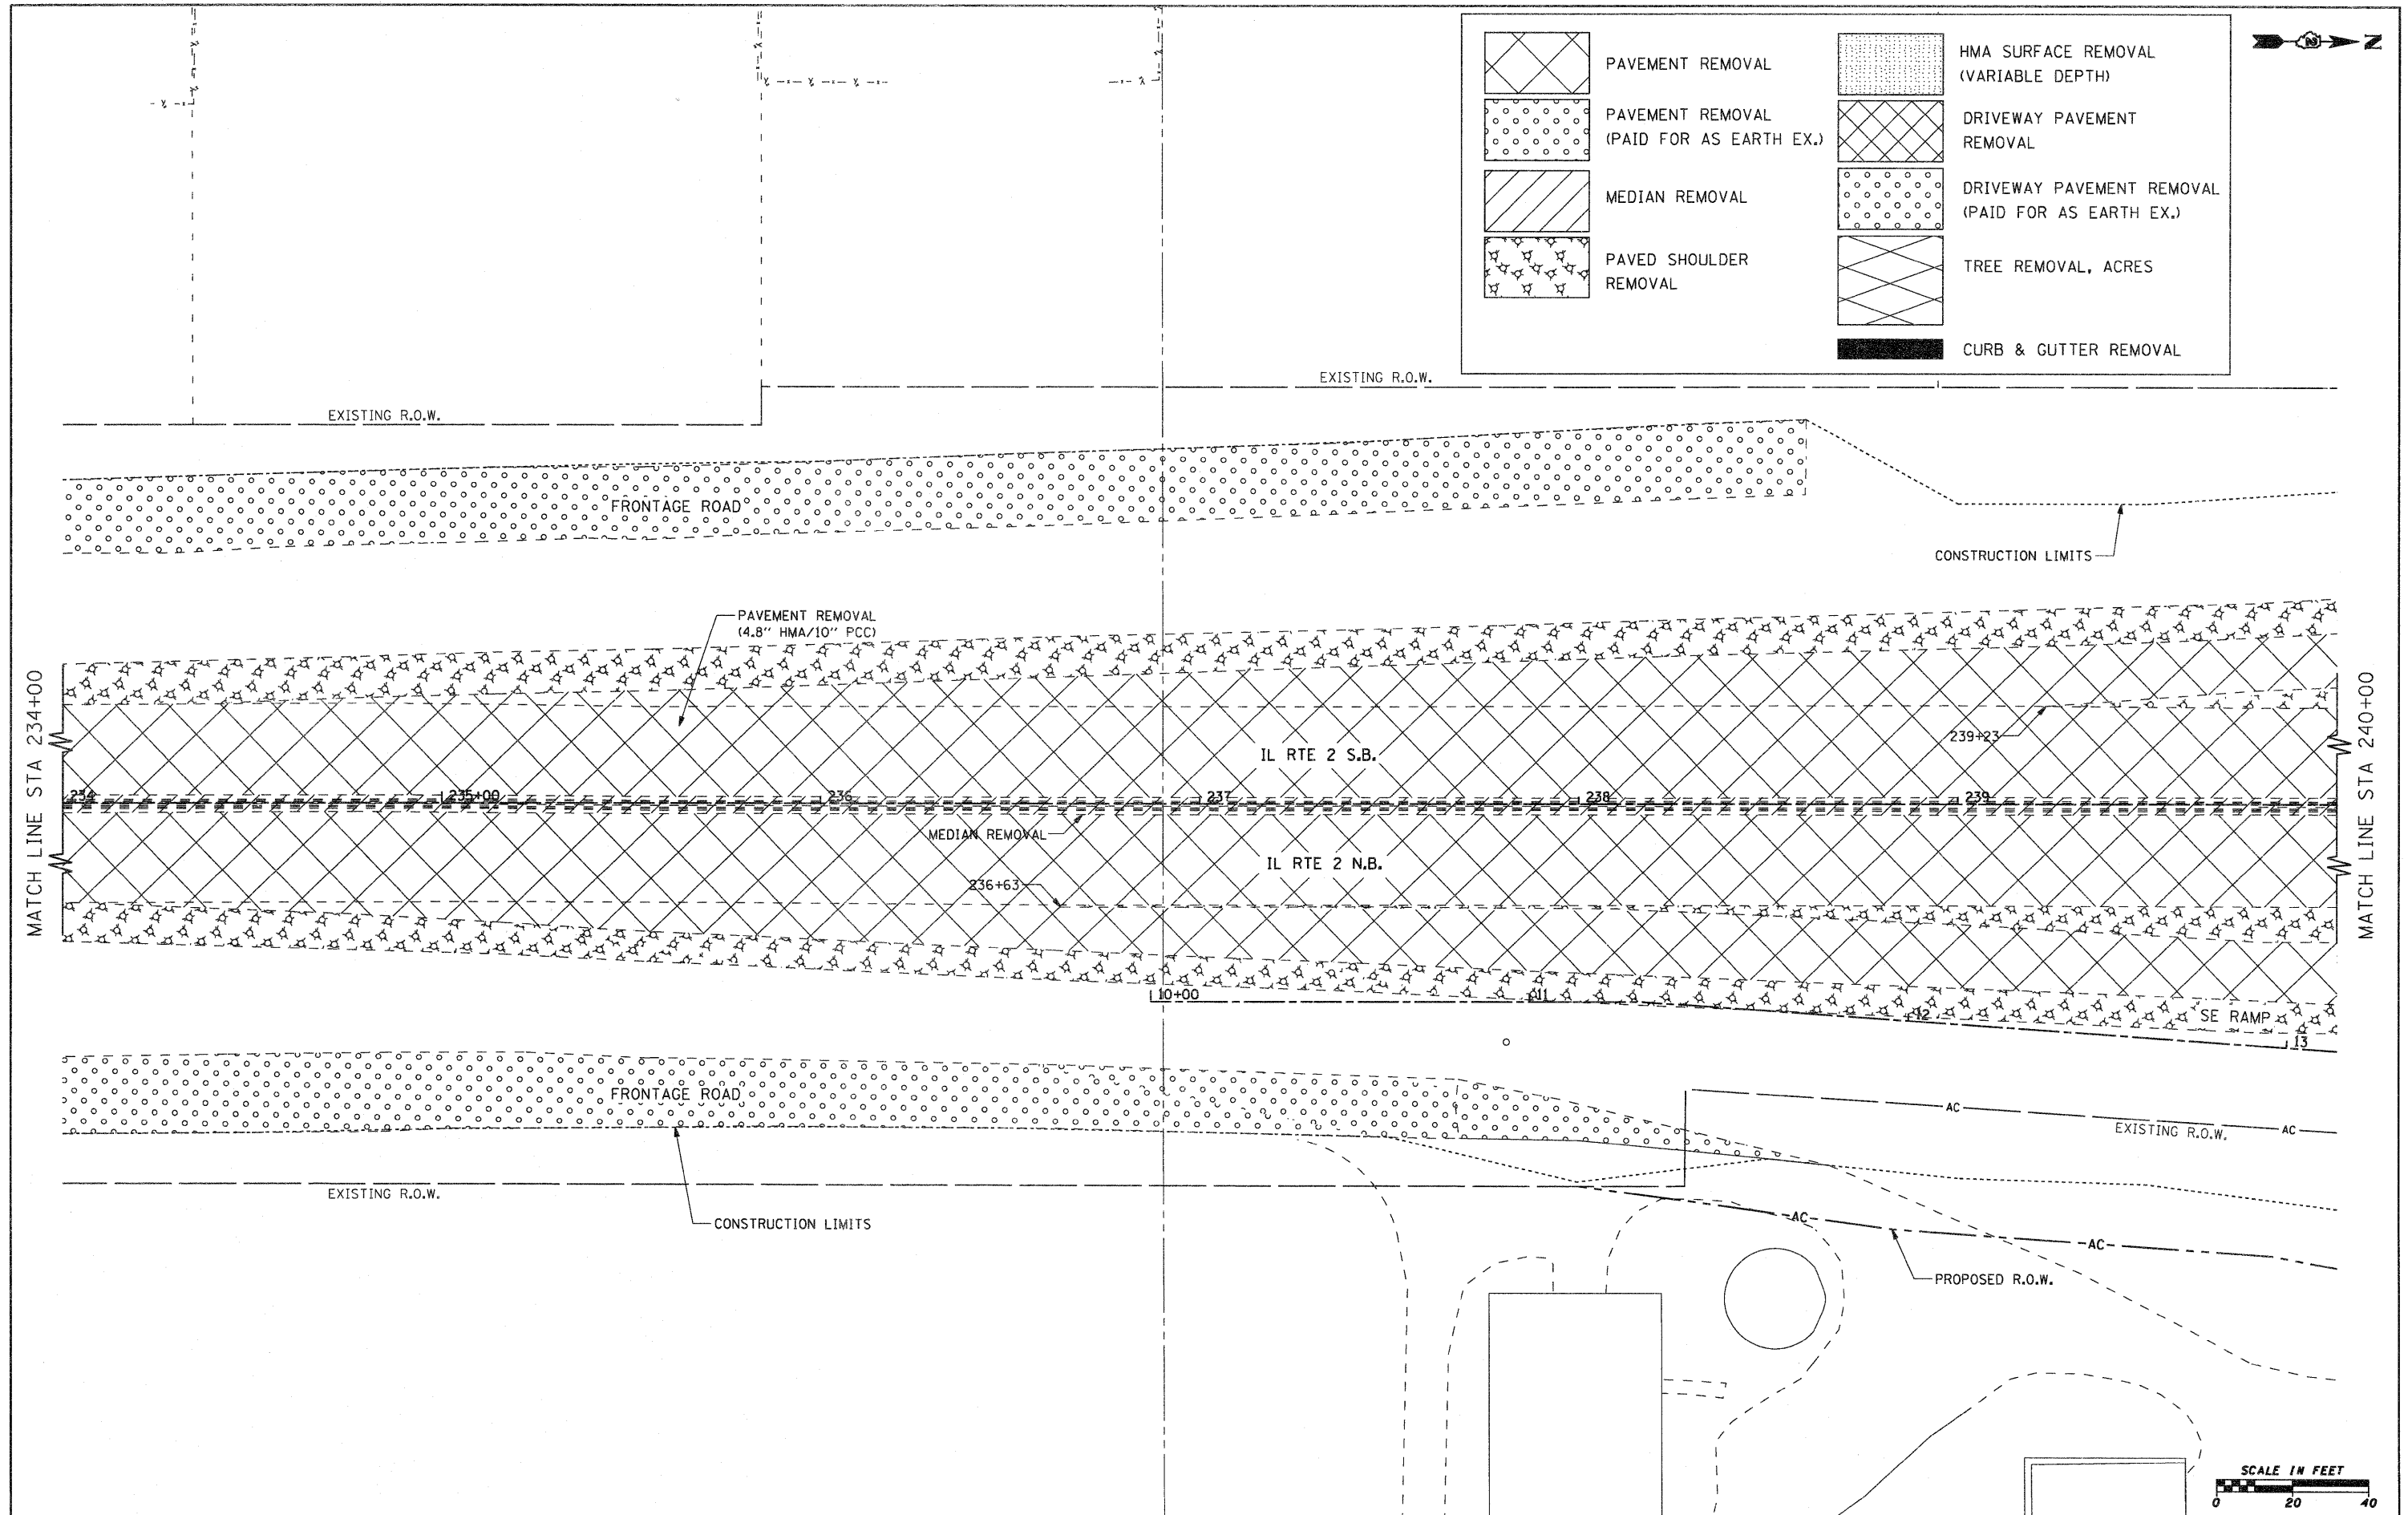 PAVEMENT REMOVAL
PAVEMENT REMOVAL
(PAID FOR AS EARTH EX.)
MEDIAN REMOVAL
PAVED SHOULDER
REMOVAL
HMA SURFACE REMOVAL
(VARIABLE DEPTH)
DRIVEWAY PAVEMENT
REMOVAL
DRIVEWAY PAVEMENT REMOVAL
(PAID FOR AS EARTH EX.)
TREE REMOVAL, ACRES
CURB & GUTTER REMOVAL
N
EXISTING R.O.W.
EXISTING R.O.W.
FRONTAGE ROAD
CONSTRUCTION LIMITS
PAVEMENT REMOVAL
(4.8" HMA/10" PCC)
MATCH LINE STA 234+00
MATCH LINE STA 240+00
239+23
IL RTE 2 S.B.
234
235+00
236
237
238
239
MEDIAN REMOVAL
IL RTE 2 N.B.
236+63
10+00
11
12
SE RAMP
13
FRONTAGE ROAD
AC
EXISTING R.O.W.
AC
EXISTING R.O.W.
CONSTRUCTION LIMITS
AC
AC
PROPOSED R.O.W.
SCALE IN FEET
0 20 40